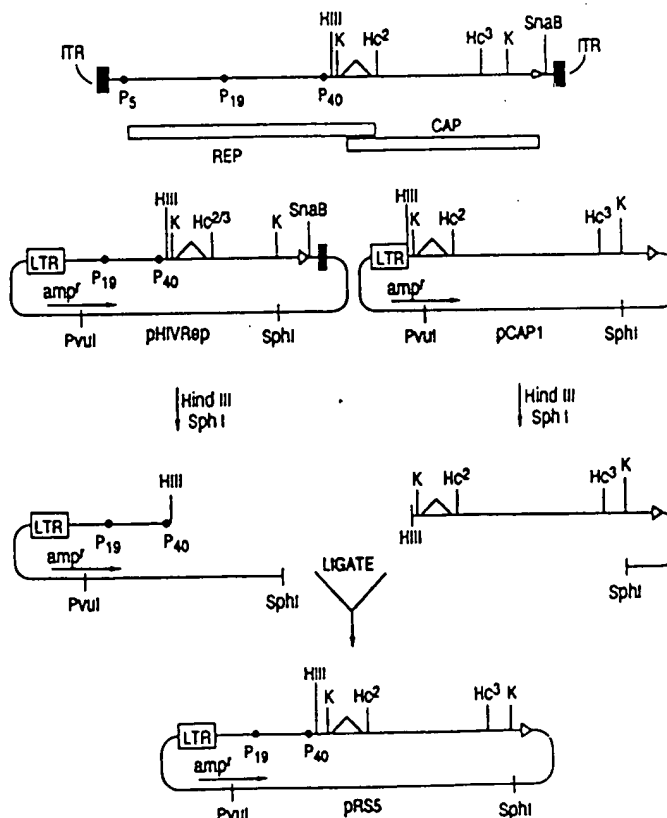 HIII
SnaB
ITR
K
Hc²
Hc³
K
ITR
P₅
P₁₉
P₄₀
CAP
REP
HIII
K
Hc²/³
K
SnaB
HIII
K
Hc²
Hc³
K
LTR
P₁₉
P₄₀
LTR
ampʳ
ampʳ
PvuI
pHIVRep
SphI
PvuI
pCAP1
SphI
Hind III
Sph I
Hind III
Sph I
HIII
K
Hc²
Hc³
K
LTR
P₁₉
P₄₀
HIII
ampʳ
LIGATE
PvuI
SphI
SphI
HIII
K
Hc²
Hc³
K
LTR
P₁₉
P₄₀
ampʳ
PvuI
pRS5
SphI